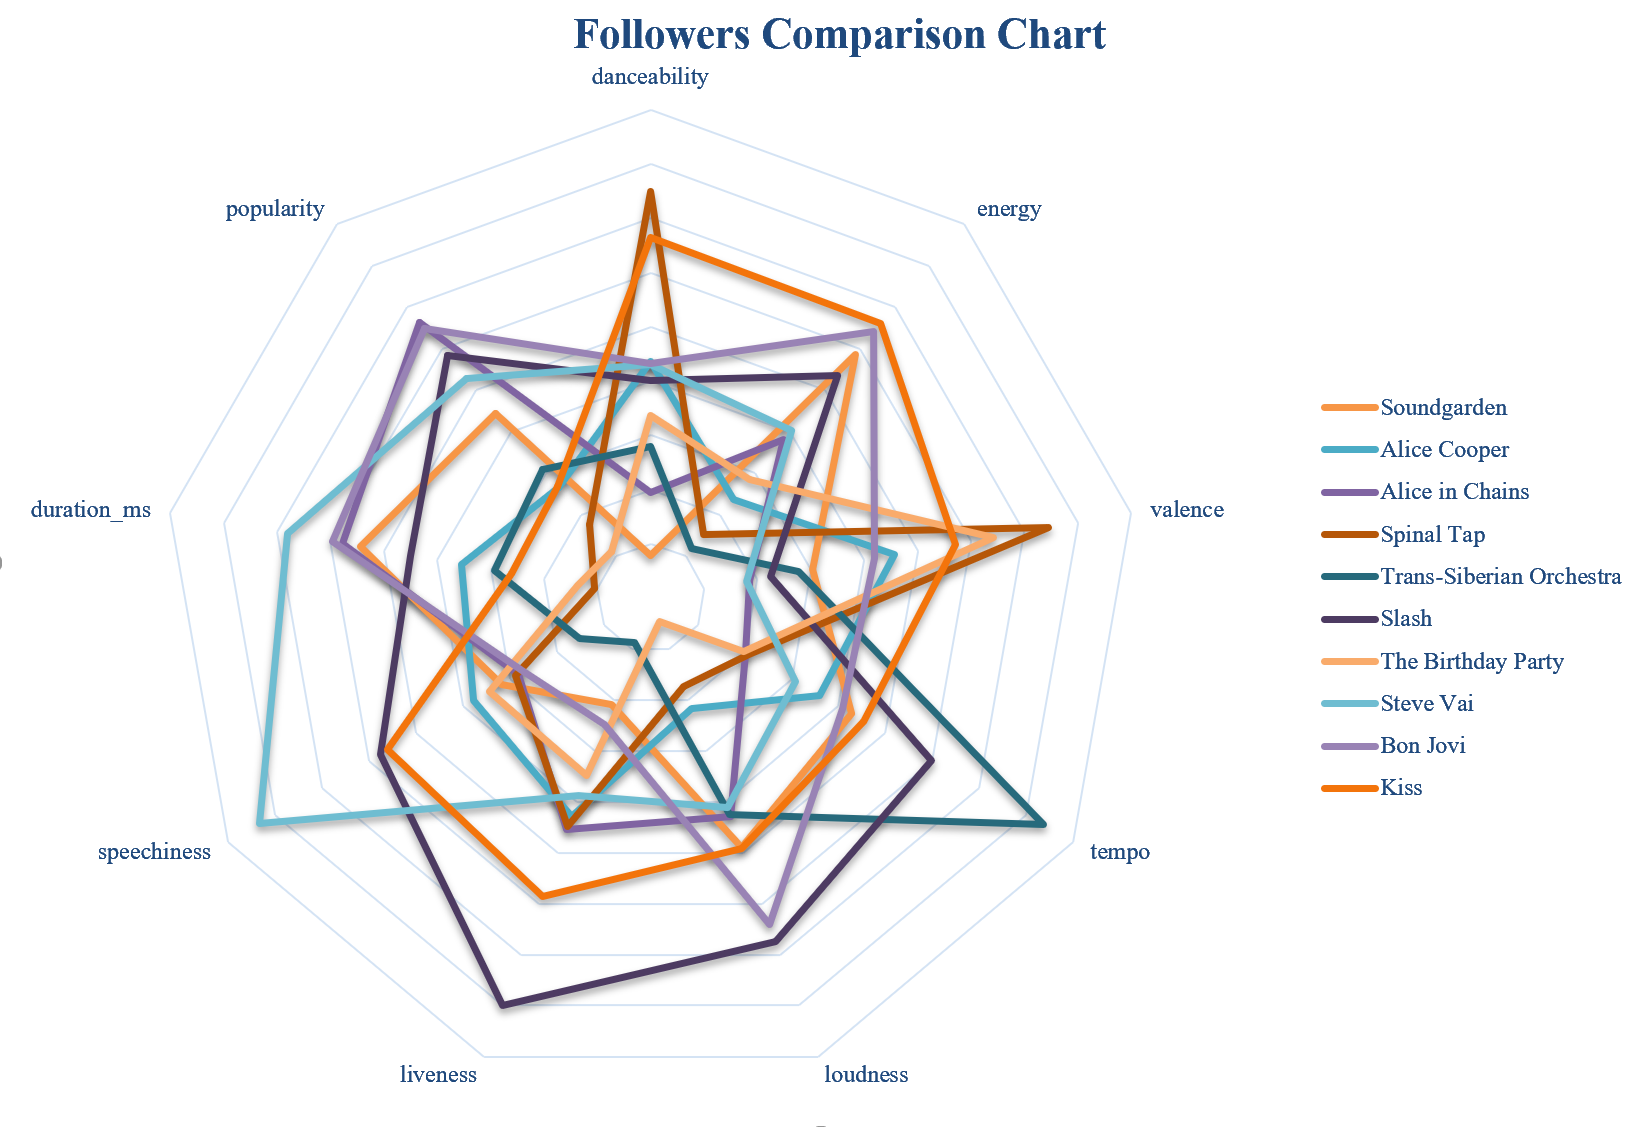 Followers Comparison Chart
danceability
popularity
energy
duration_ms
valence
speechiness
tempo
liveness
loudness
Soundgarden
Alice Cooper
Alice in Chains
Spinal Tap
Trans-Siberian Orchestra
Slash
The Birthday Party
Steve Vai
Bon Jovi
Kiss